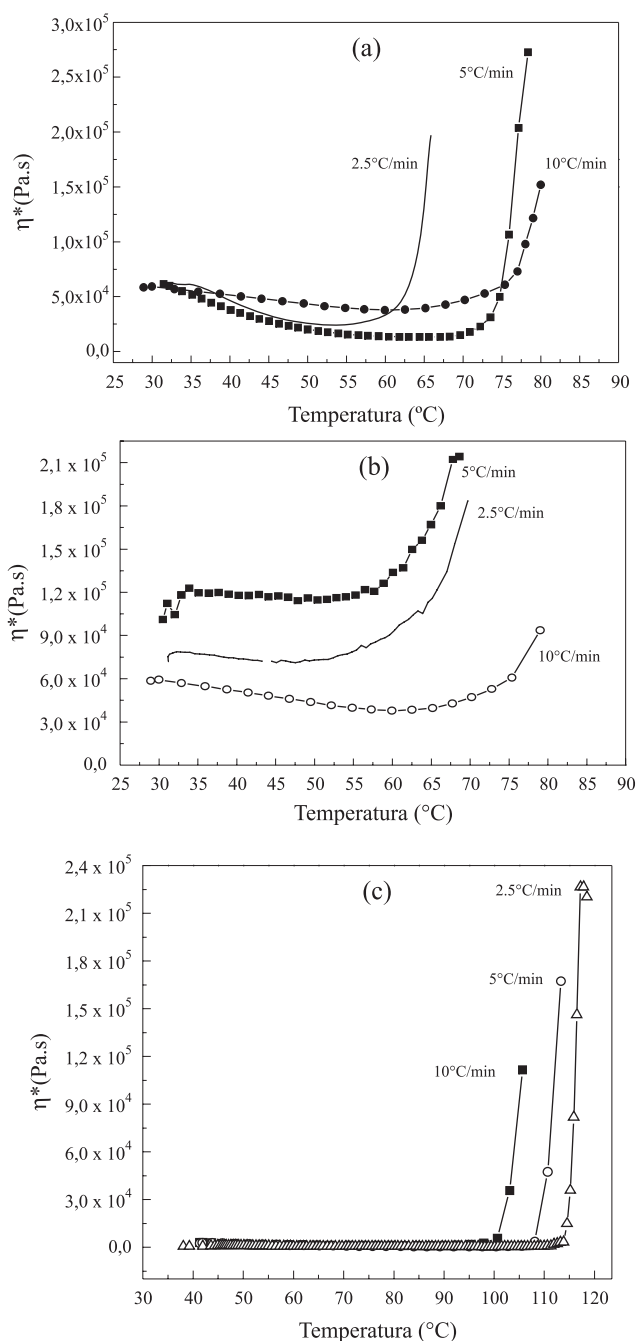 (a)
3,0x10⁵
2,5x10⁵
2,0x10⁵
1,5x10⁵
1,0x10⁵
5,0x10⁴
0,0
η*(Pa.s)
5°C/min
2.5°C/min
10°C/min
25 30 35 40 45 50 55 60 65 70 75 80 85 90
Temperatura (ºC)
(b)
2,1 x 10⁵
1,8 x 10⁵
1,5 x 10⁵
1,2 x 10⁵
9,0 x 10⁴
6,0 x 10⁴
3,0 x 10⁴
0,0
η*(Pa.s)
5°C/min
2.5°C/min
10°C/min
25 30 35 40 45 50 55 60 65 70 75 80 85 90
Temperatura (°C)
(c)
2,4 x 10⁵
2,1 x 10⁵
1,8 x 10⁵
1,5 x 10⁵
1,2 x 10⁵
9,0 x 10⁴
6,0 x 10⁴
3,0 x 10⁴
0,0
η*(Pa.s)
2.5°C/min
5°C/min
10°C/min
30 40 50 60 70 80 90 100 110 120
Temperatura (°C)